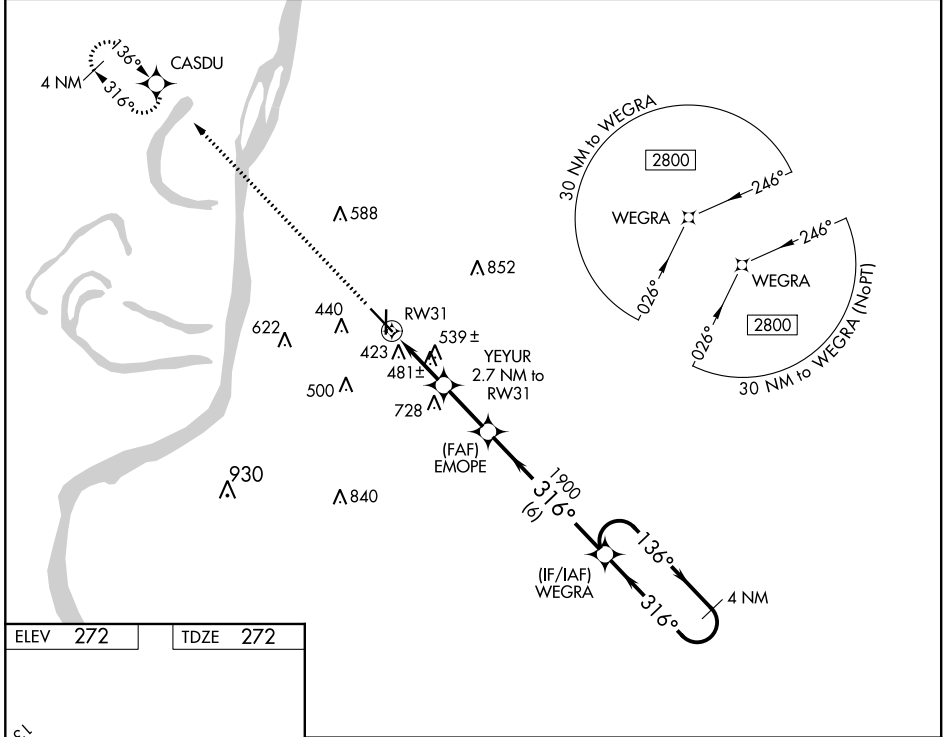 136°
CASDU
4 NM
316°
30 NM to WEGRA
2800
246°
WEGRA
026°
246°
WEGRA
026°
2800
30 NM to WEGRA (NoPT)
588
852
RW31
440
622
423
539±
481±
YEYUR
2.7 NM to
RW31
500
728
(FAF)
EMOPE
930
840
1900
316°
(6)
136°
(IF/IAF)
WEGRA
316°
4 NM
ELEV 272
TDZE 272